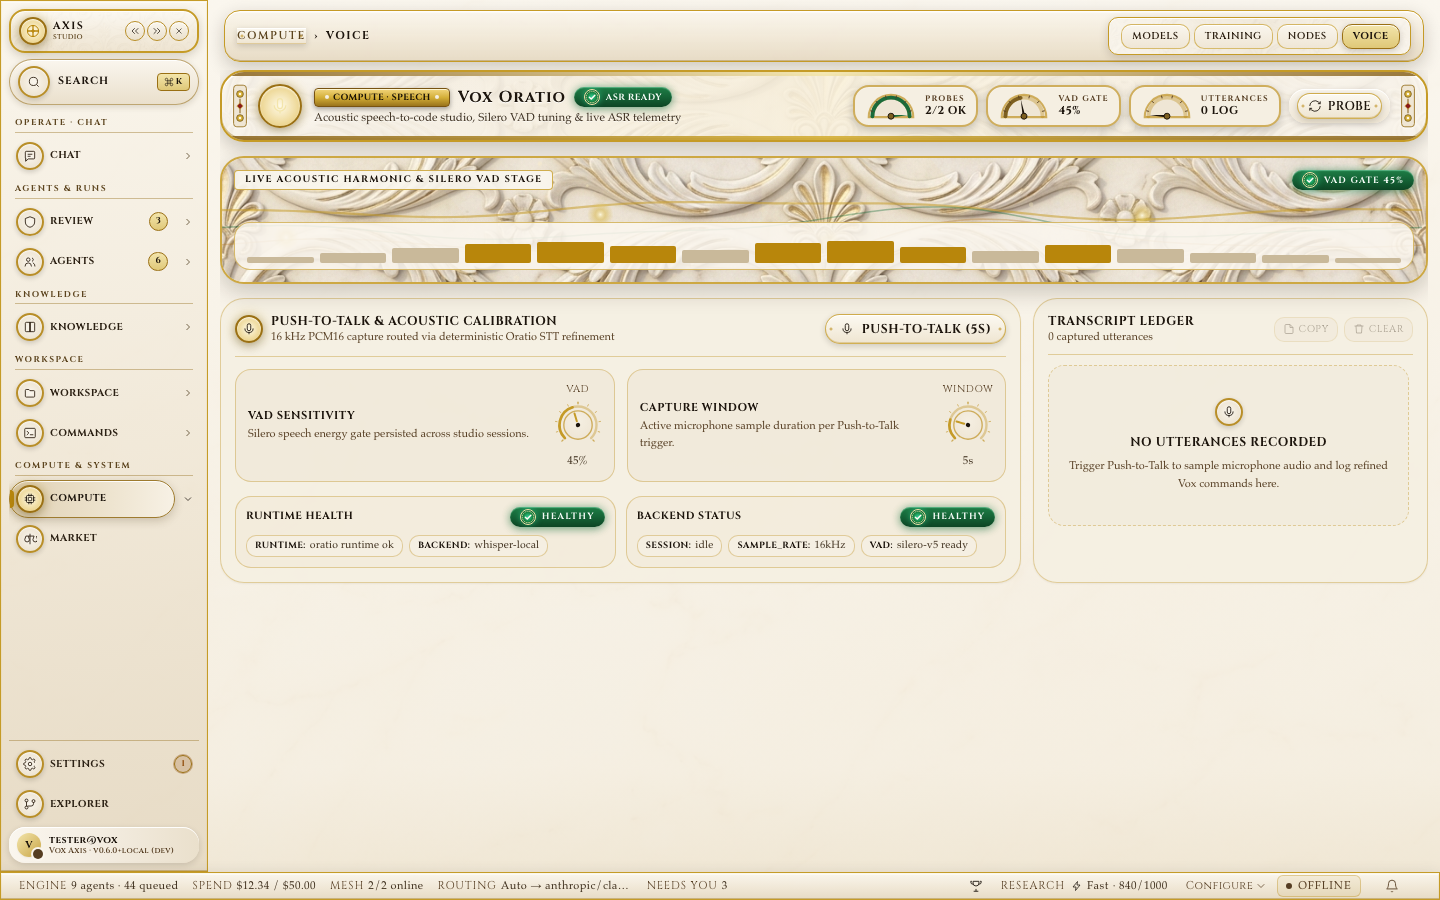 AXIS
STUDIO
SEARCH
⌘K
OPERATE · CHAT
CHAT
AGENTS & RUNS
REVIEW 3
AGENTS 6
KNOWLEDGE
KNOWLEDGE
WORKSPACE
WORKSPACE
COMMANDS
COMPUTE & SYSTEM
COMPUTE
MARKET
SETTINGS 1
EXPLORER
V
TESTER@VOX
VOX AXIS · V0.6.0+LOCAL (DEV)
COMPUTE › VOICE
MODELS TRAINING NODES VOICE
COMPUTE · SPEECH VOX ORATIO ASR READY
Acoustic speech-to-code studio, Silero VAD tuning & live ASR telemetry
PROBES
2/2 OK
VAD GATE
45%
UTTERANCES
0 LOG
PROBE
LIVE ACOUSTIC HARMONIC & SILERO VAD STAGE
VAD GATE 45%
PUSH-TO-TALK & ACOUSTIC CALIBRATION
16 kHz PCM16 capture routed via deterministic Oratio STT refinement
PUSH-TO-TALK (5S)
VAD SENSITIVITY
Silero speech energy gate persisted across studio sessions.
VAD
45%
CAPTURE WINDOW
Active microphone sample duration per Push-to-Talk
trigger.
WINDOW
5s
RUNTIME HEALTH
HEALTHY
RUNTIME: oratio runtime ok
BACKEND: whisper-local
BACKEND STATUS
HEALTHY
SESSION: idle
SAMPLE_RATE: 16kHz
VAD: silero-v5 ready
TRANSCRIPT LEDGER
0 captured utterances
COPY
CLEAR
NO UTTERANCES RECORDED
Trigger Push-to-Talk to sample microphone audio and log refined
Vox commands here.
ENGINE 9 agents · 44 queued SPEND $12.34 / $50.00 MESH 2/2 online ROUTING Auto → anthropic/cla… NEEDS YOU 3
RESEARCH Fast · 840/1000 CONFIGURE OFFLINE